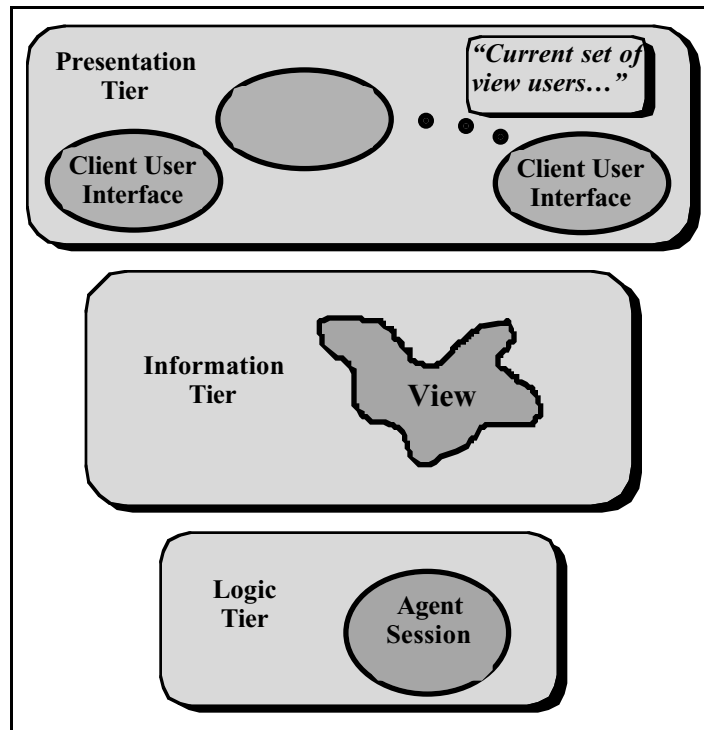 Presentation
Tier
“Current set of
view users…”
Client User
Interface
Client User
Interface
Information
Tier
View
Logic
Tier
Agent
Session